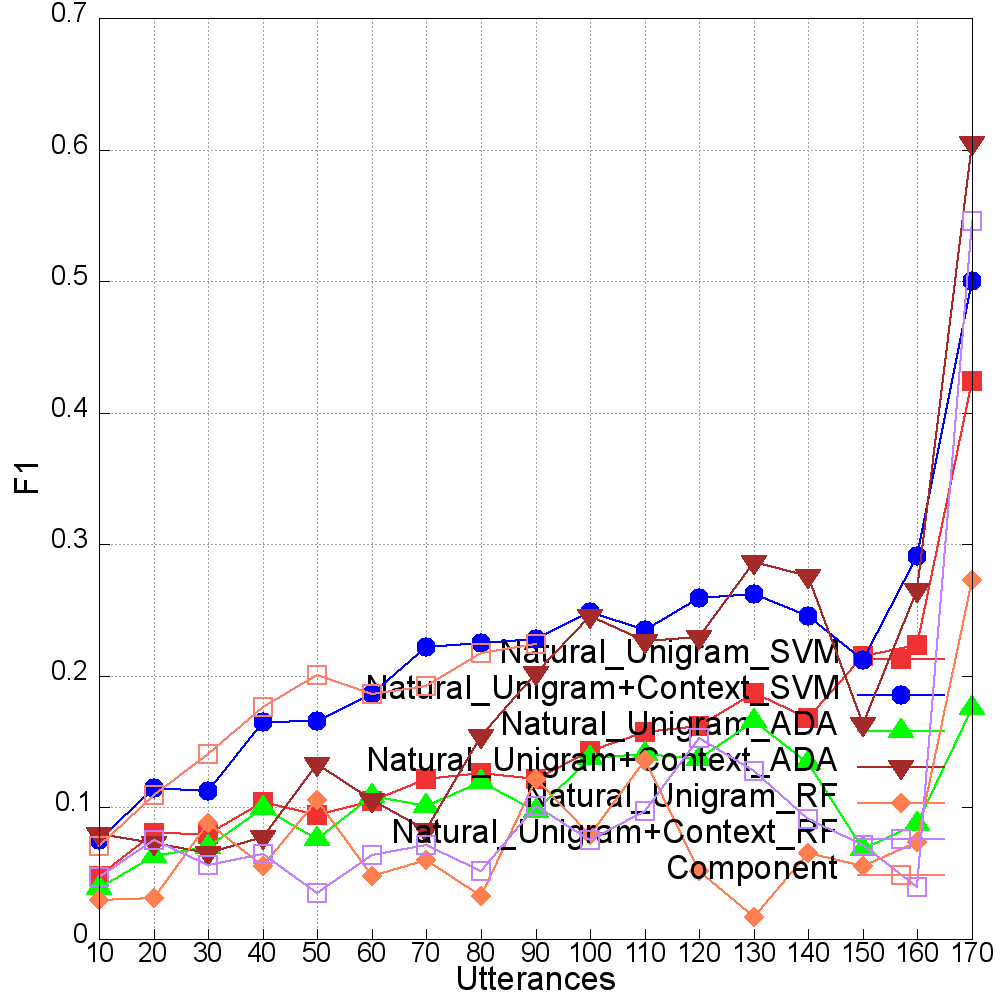 0.7
0.6
0.5
0.4
0.3
0.2
0.1
0
F1
Natural_Unigram_SVM
Natural_Unigram+Context_SVM
Natural_Unigram_ADA
Natural_Unigram+Context_ADA
Natural_Unigram_RF
Natural_Unigram+Context_RF
Component
10 20 30 40 50 60 70 80 90 100 110 120 130 140 150 160 170
Utterances